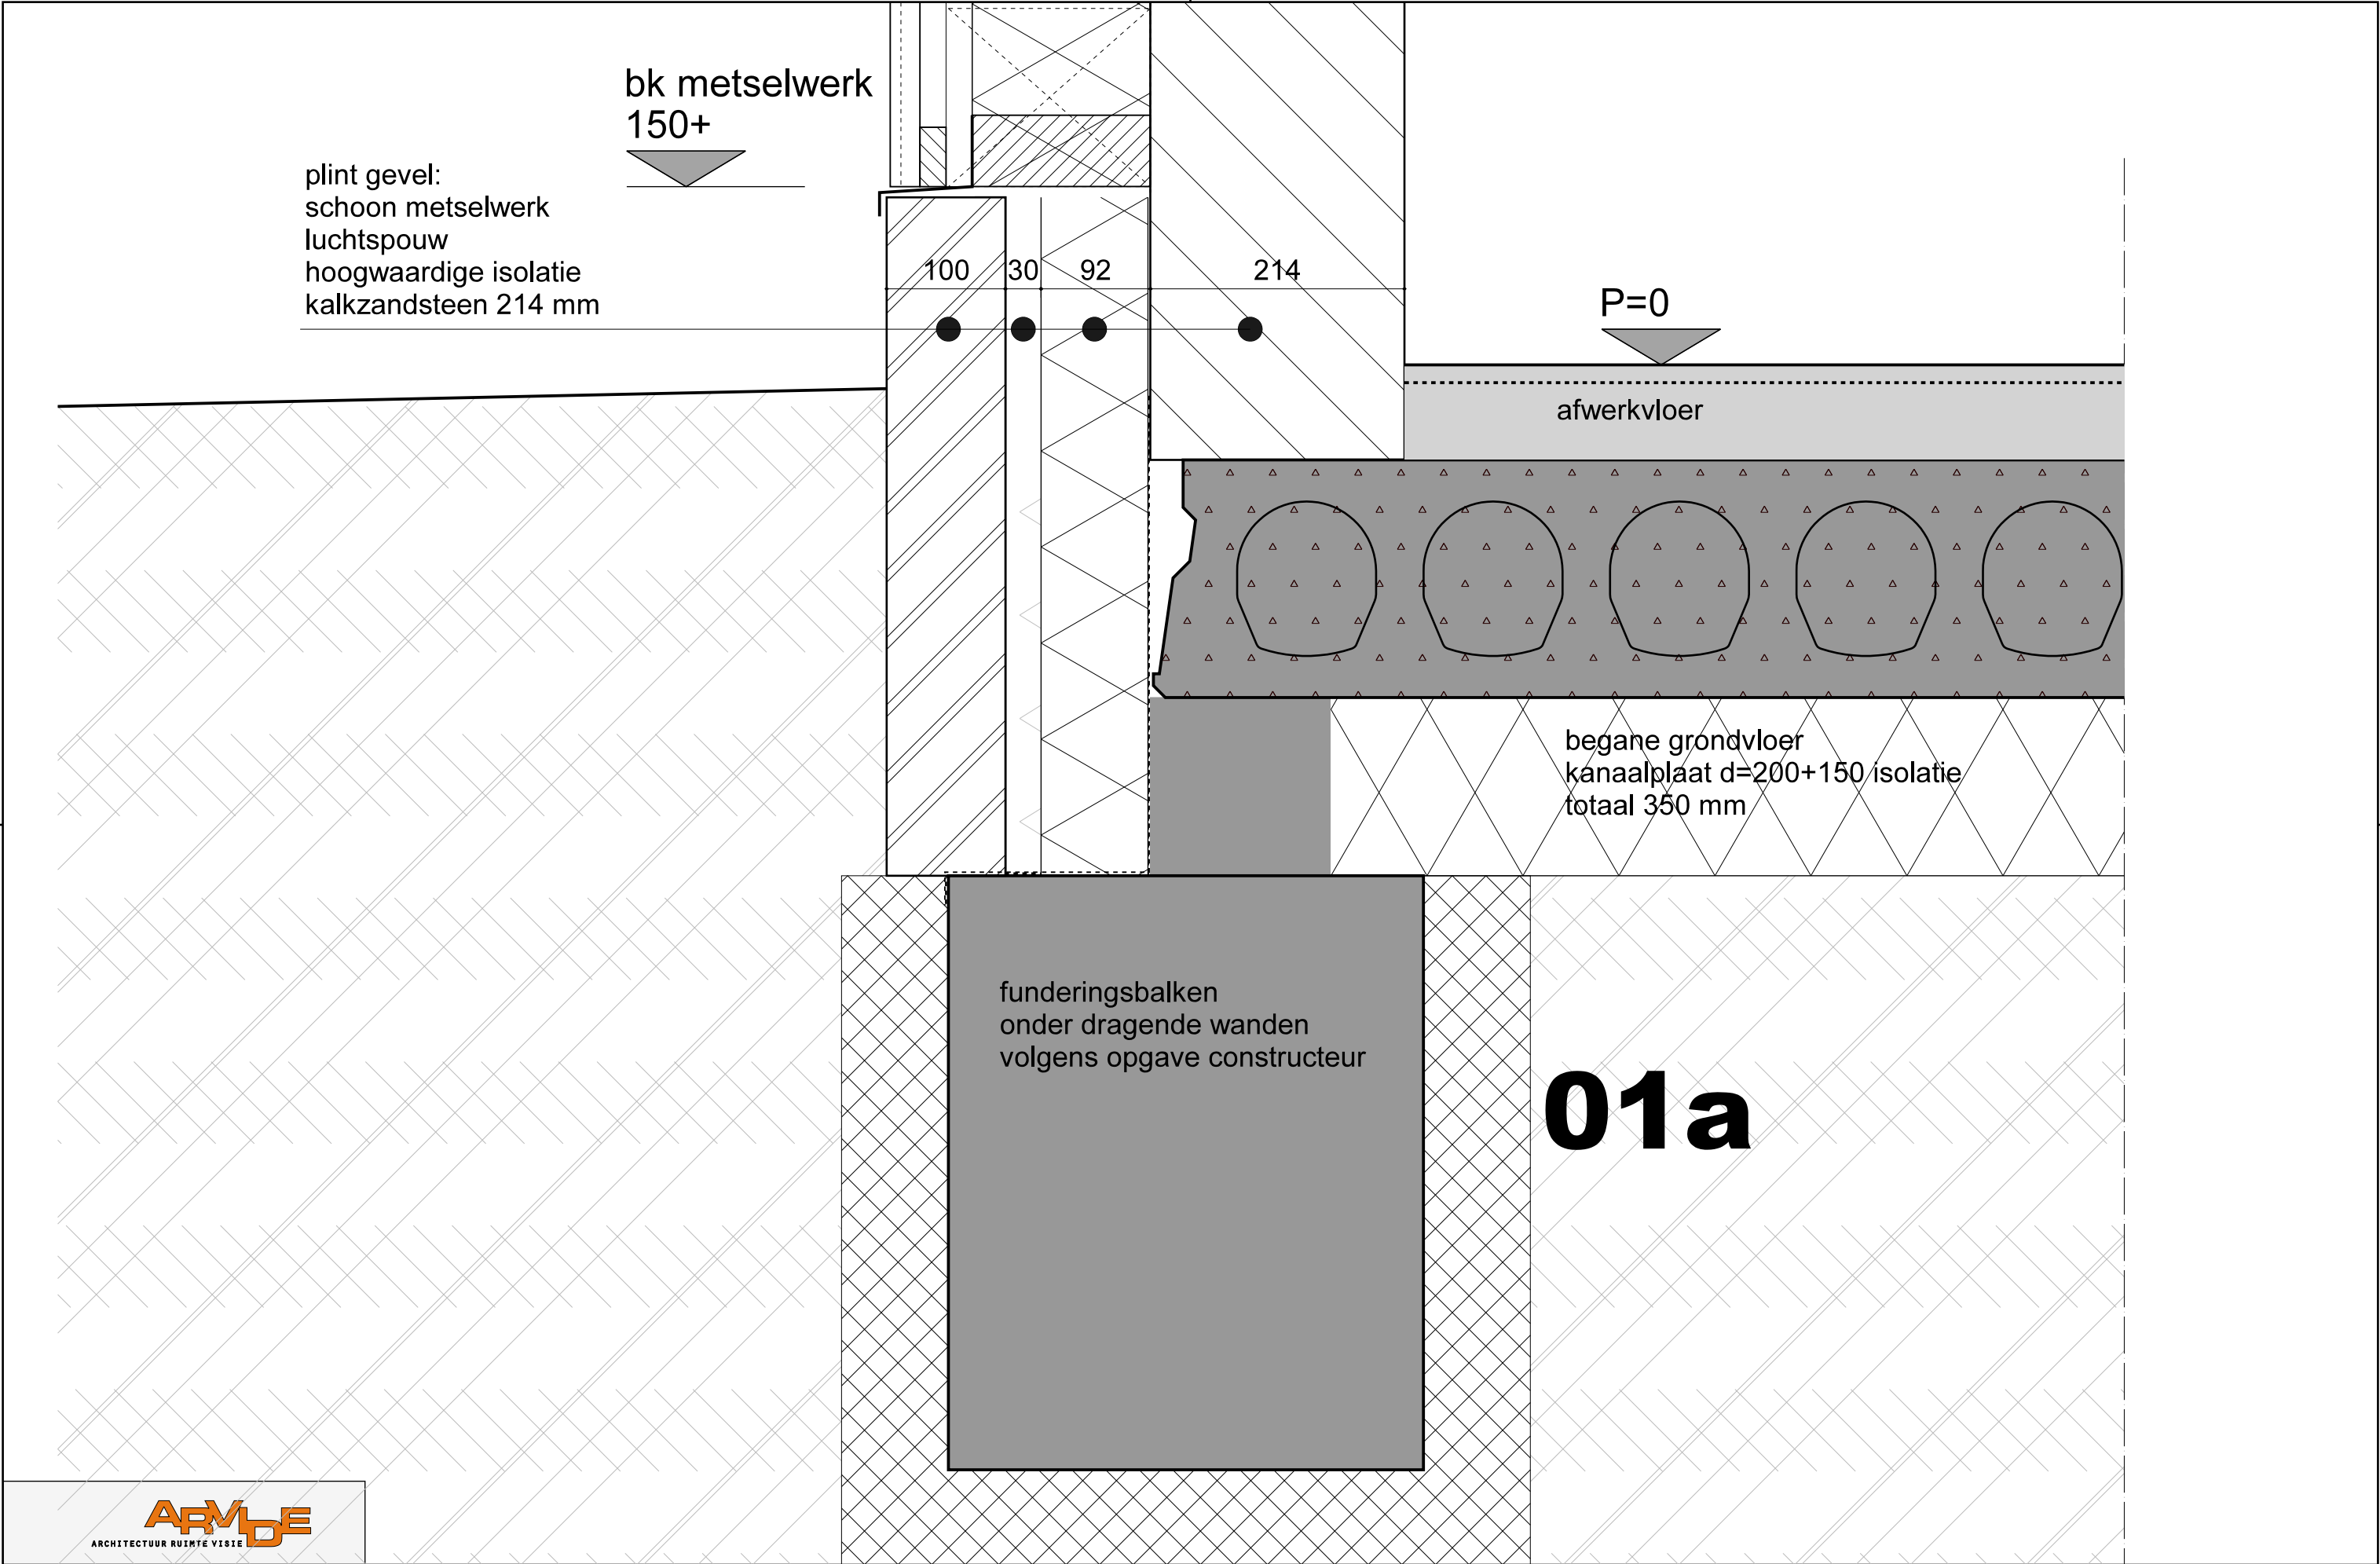 bk metselwerk
150+
plint gevel:
schoon metselwerk
luchtspouw
hoogwaardige isolatie
kalkzandsteen 214 mm
100 30 92 214
P=0
afwerkvloer
begane grondvloer
kanaalplaat d=200+150 isolatie
totaal 350 mm
funderingsbalken
onder dragende wanden
volgens opgave constructeur
01a
ARVIDE
ARCHITECTUUR RUIMTE VISIE